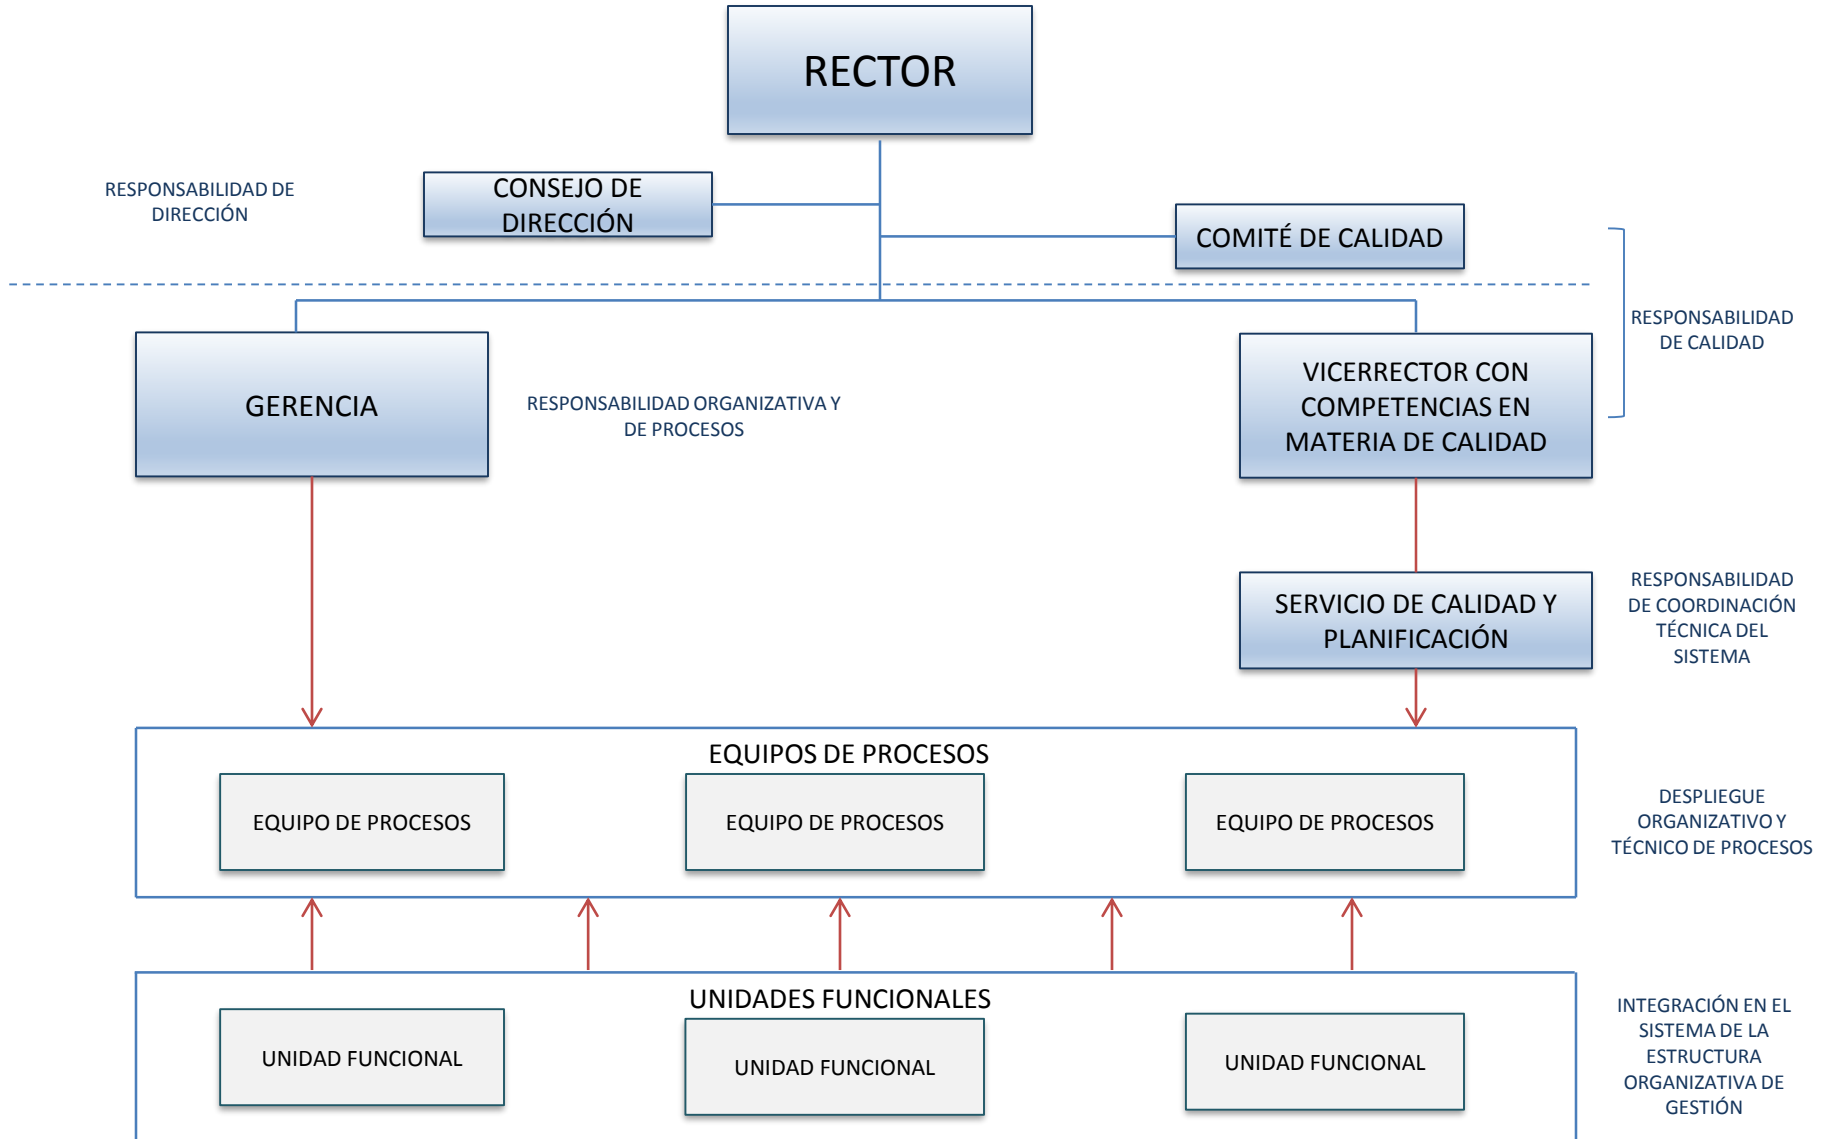 RECTOR
RESPONSABILIDAD DE
DIRECCIÓN
CONSEJO DE
DIRECCIÓN
COMITÉ DE CALIDAD
RESPONSABILIDAD
DE CALIDAD
GERENCIA
RESPONSABILIDAD ORGANIZATIVA Y
DE PROCESOS
VICERRECTOR CON
COMPETENCIAS EN
MATERIA DE CALIDAD
SERVICIO DE CALIDAD Y
PLANIFICACIÓN
RESPONSABILIDAD
DE COORDINACIÓN
TÉCNICA DEL
SISTEMA
EQUIPOS DE PROCESOS
EQUIPO DE PROCESOS
EQUIPO DE PROCESOS
EQUIPO DE PROCESOS
DESPLIEGUE
ORGANIZATIVO Y
TÉCNICO DE PROCESOS
UNIDADES FUNCIONALES
UNIDAD FUNCIONAL
UNIDAD FUNCIONAL
UNIDAD FUNCIONAL
INTEGRACIÓN EN EL
SISTEMA DE LA
ESTRUCTURA
ORGANIZATIVA DE
GESTIÓN